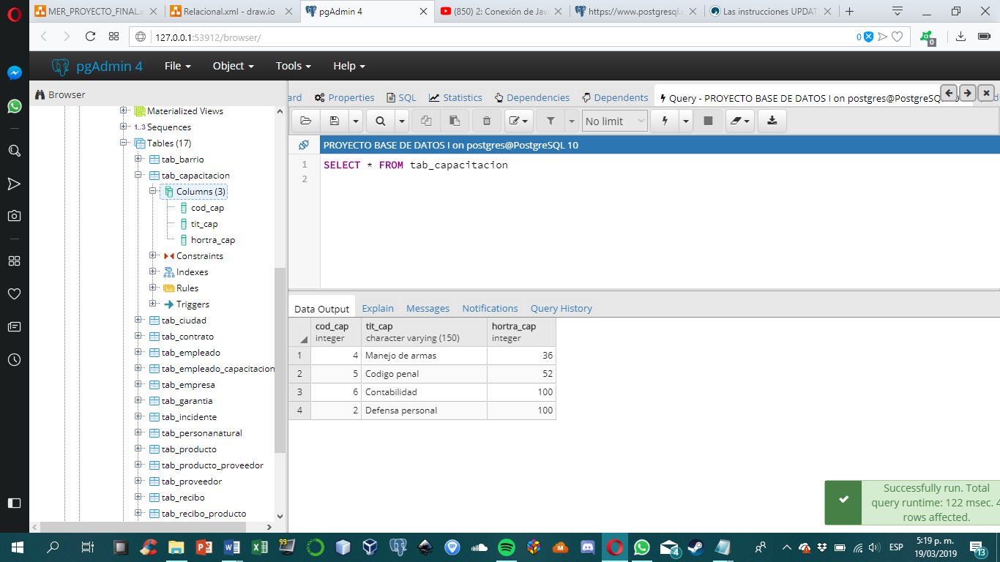 MER_PROYECTO_FINAL.x
Relacional.xml - draw.io
pgAdmin 4
(850) 2: Conexión de Jav
https://www.postgresql.o
Las instrucciones UPDAT
127.0.0.1:53912/browser/
0
0
pgAdmin 4
File
Object
Tools
Help
Browser
ard
Properties
SQL
Statistics
Dependencies
Dependents
Query - PROYECTO BASE DE DATOS I on postgres@PostgreSQL 10
Materialized Views
1..3 Sequences
Tables (17)
tab_barrio
tab_capacitacion
Columns (3)
cod_cap
tit_cap
hortra_cap
Constraints
Indexes
Rules
Triggers
tab_ciudad
tab_contrato
tab_empleado
tab_empleado_capacitacion
tab_empresa
tab_garantia
tab_incidente
tab_personanatural
tab_producto
tab_producto_proveedor
tab_proveedor
tab_recibo
tab_recibo_producto
No limit
PROYECTO BASE DE DATOS I on postgres@PostgreSQL 10
1 SELECT * FROM tab_capacitacion
2
Data Output
Explain
Messages
Notifications
Query History
cod_cap integer
tit_cap character varying (150)
hortra_cap integer
1 4 Manejo de armas 36
2 5 Codigo penal 52
3 6 Contabilidad 100
4 2 Defensa personal 100
Successfully run. Total
query runtime: 122 msec. 4
rows affected.
99
4
ESP
5:19 p. m.
19/03/2019
13